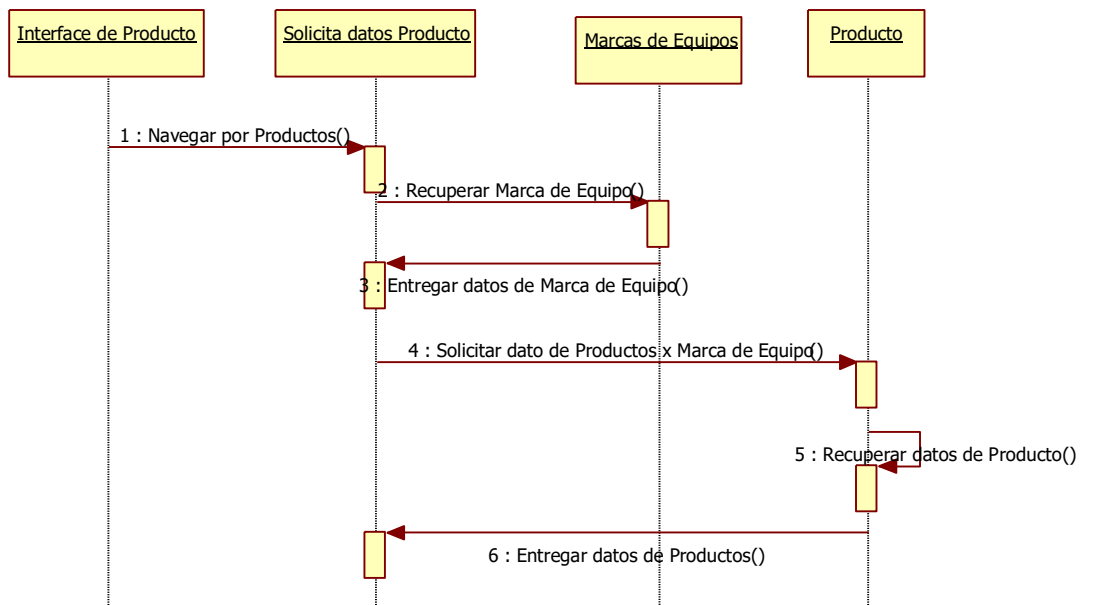 Interface de Producto
Solicita datos Producto
Marcas de Equipos
Producto
1 : Navegar por Productos()
2 : Recuperar Marca de Equipo()
3 : Entregar datos de Marca de Equipo()
4 : Solicitar dato de Productos x Marca de Equipo()
5 : Recuperar datos de Producto()
6 : Entregar datos de Productos()